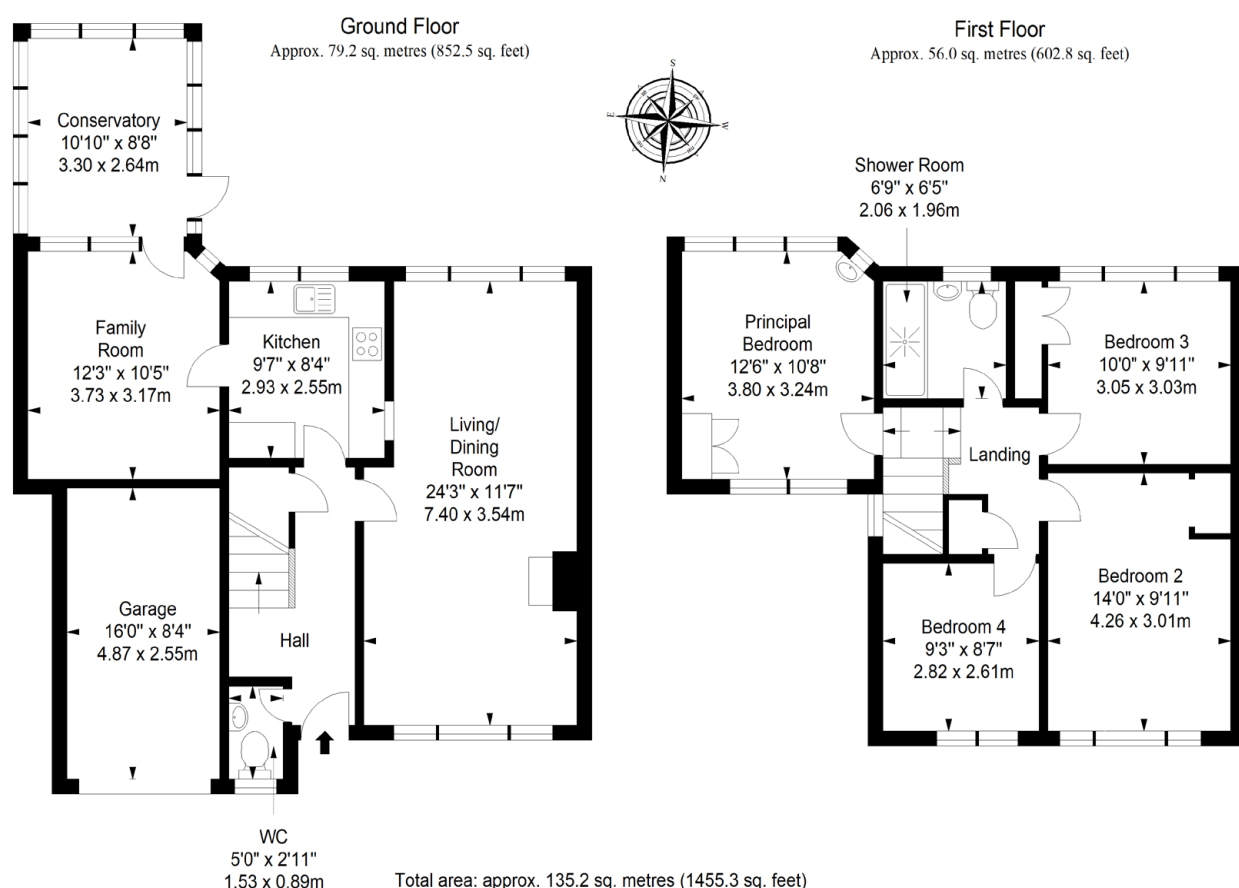 Ground Floor
Approx. 79.2 sq. metres (852.5 sq. feet)
First Floor
Approx. 56.0 sq. metres (602.8 sq. feet)
S
E
W
N
Conservatory
10'10" x 8'8"
3.30 x 2.64m
Family
Room
12'3" x 10'5"
3.73 x 3.17m
Kitchen
9'7" x 8'4"
2.93 x 2.55m
Living/
Dining
Room
24'3" x 11'7"
7.40 x 3.54m
Garage
16'0" x 8'4"
4.87 x 2.55m
Hall
WC
5'0" x 2'11"
1.53 x 0.89m
Shower Room
6'9" x 6'5"
2.06 x 1.96m
Principal
Bedroom
12'6" x 10'8"
3.80 x 3.24m
Bedroom 3
10'0" x 9'11"
3.05 x 3.03m
Landing
Bedroom 2
14'0" x 9'11"
4.26 x 3.01m
Bedroom 4
9'3" x 8'7"
2.82 x 2.61m
Total area: approx. 135.2 sq. metres (1455.3 sq. feet)